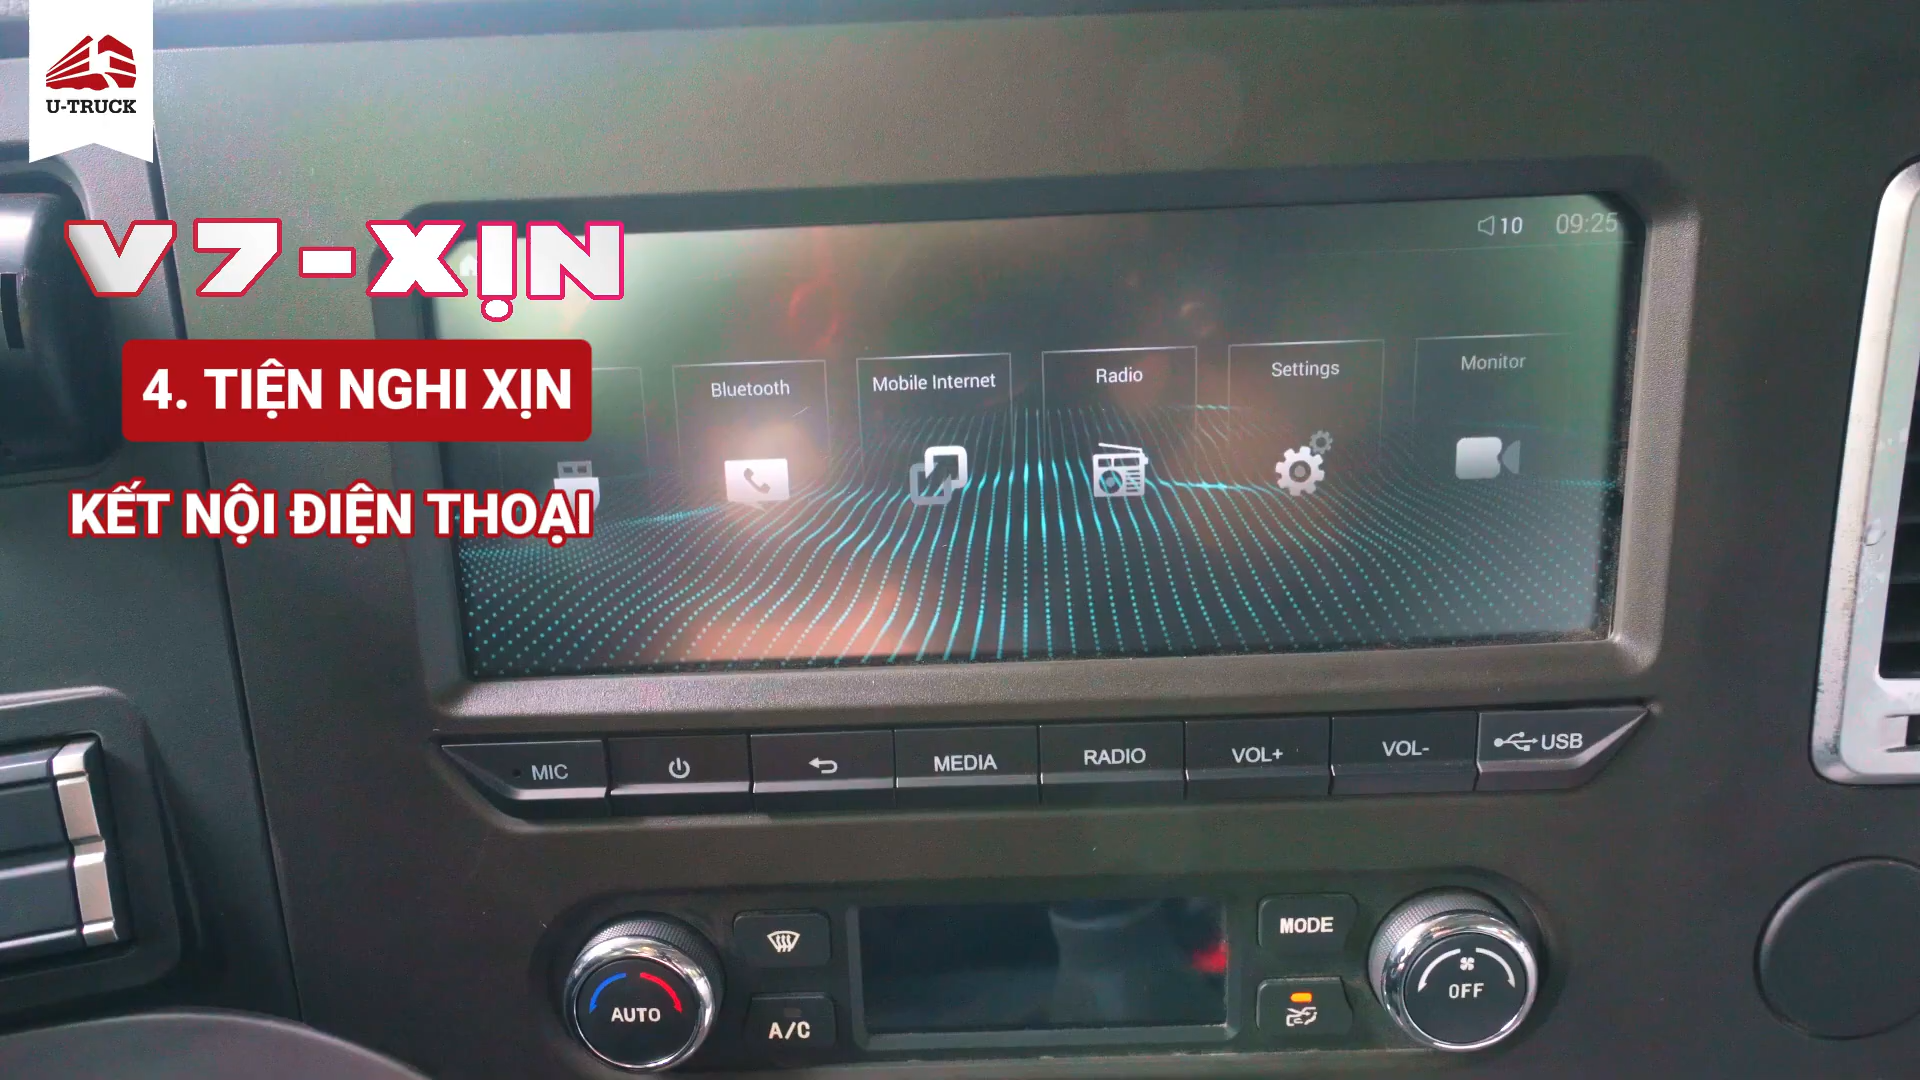 U-TRUCK
V7-XỊN
4. TIỆN NGHI XỊN
KẾT NỘI ĐIỆN THOẠI
10 09:25
Bluetooth
Mobile Internet
Radio
Settings
Monitor
MIC
MEDIA
RADIO
VOL+
VOL-
USB
AUTO
A/C
MODE
OFF